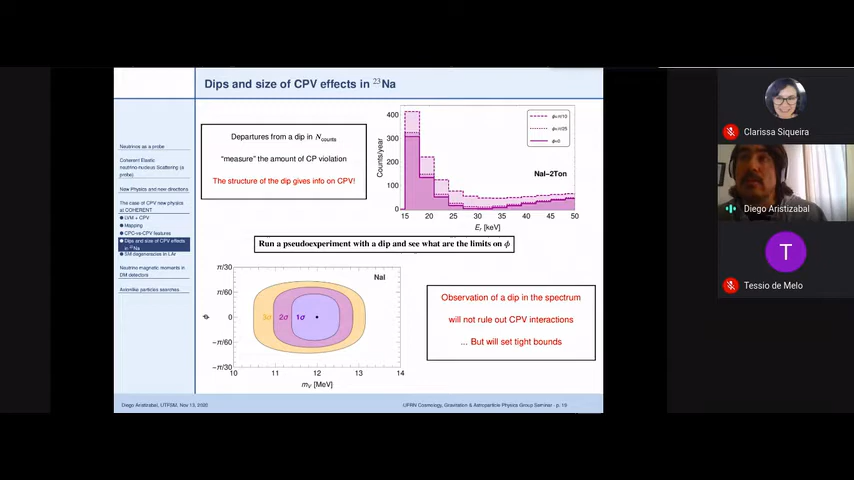 Dips and size of CPV effects in ²³Na
Neutrinos as a probe
Coherent Elastic
neutrino-nucleus Scattering (a
probe)
New Physics and new directions
The case of CPV new physics
at COHERENT
LVM + CPV
Mapping
CPC-vs-CPV features
Dips and size of CPV effects
in ²³Na
SM degeneracies in LAr
Neutrino magnetic moments in
DM detectors
Axionlike particles searches
Departures from a dip in N counts
"measure" the amount of CP violation
The structure of the dip gives info on CPV!
Counts/year
400
300
200
100
0
ϕ=π/10
ϕ=π/25
ϕ=0
NaI-2Ton
15 20 25 30 35 40 45 50
Er [keV]
Run a pseudoexperiment with a dip and see what are the limits on ϕ
ϕ
π/30
π/60
0
-π/60
-π/30
NaI
3σ 2σ 1σ
10 11 12 13 14
mV [MeV]
Observation of a dip in the spectrum
will not rule out CPV interactions
... But will set tight bounds
Diego Aristizabal, UTFSM, Nov 13, 2020
UFRN Cosmology, Gravitation & Astroparticle Physics Group Seminar - p. 19
Clarissa Siqueira
Diego Aristizabal
T
Tessio de Melo